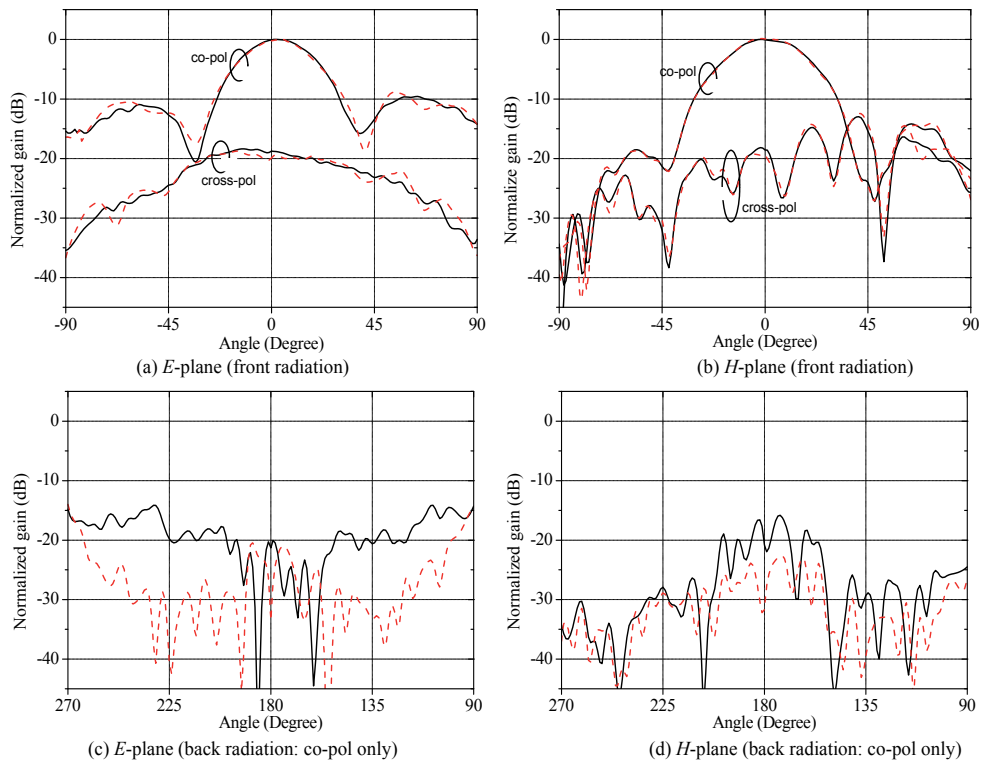 0
-10
-20
-30
-40
Normalized gain (dB)
co-pol
cross-pol
-90 -45 0 45 90
Angle (Degree)
(a) E-plane (front radiation)
0
-10
-20
-30
-40
Normalize gain (dB)
co-pol
cross-pol
-90 -45 0 45 90
Angle (Degree)
(b) H-plane (front radiation)
0
-10
-20
-30
-40
Normalized gain (dB)
270 225 180 135 90
Angle (Degree)
(c) E-plane (back radiation: co-pol only)
0
-10
-20
-30
-40
Normalized gain (dB)
270 225 180 135 90
Angle (Degree)
(d) H-plane (back radiation: co-pol only)